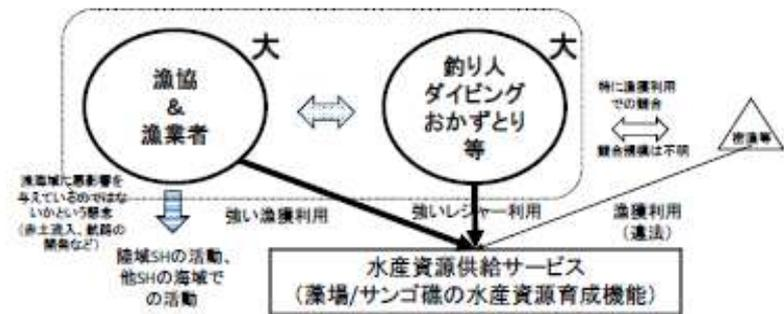 大
大
漁協
&
漁業者
釣り人
ダイビング
おかずとり
等
特に漁獲利用
での競合
競合規模は不明
密漁等
漁海域に悪影響を
与えているのではな
いかという懸念
(赤土流入、航路の
開発など)
強い漁獲利用
強いレジャー利用
漁獲利用
(違法)
陸域SHの活動、
他SHの海域で
の活動
水産資源供給サービス
(藻場/サンゴ礁の水産資源育成機能)